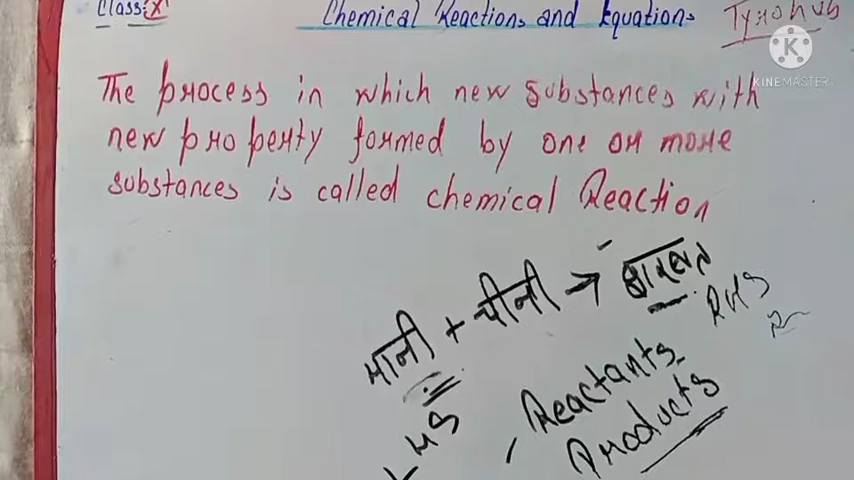 Class: X
Chemical Reactions and Equations
KINEMASTER
The process in which new substances with
new property formed by one or more
substances is called chemical Reaction
पानी + चीनी →
RHS
LHS
- Reactants
Products